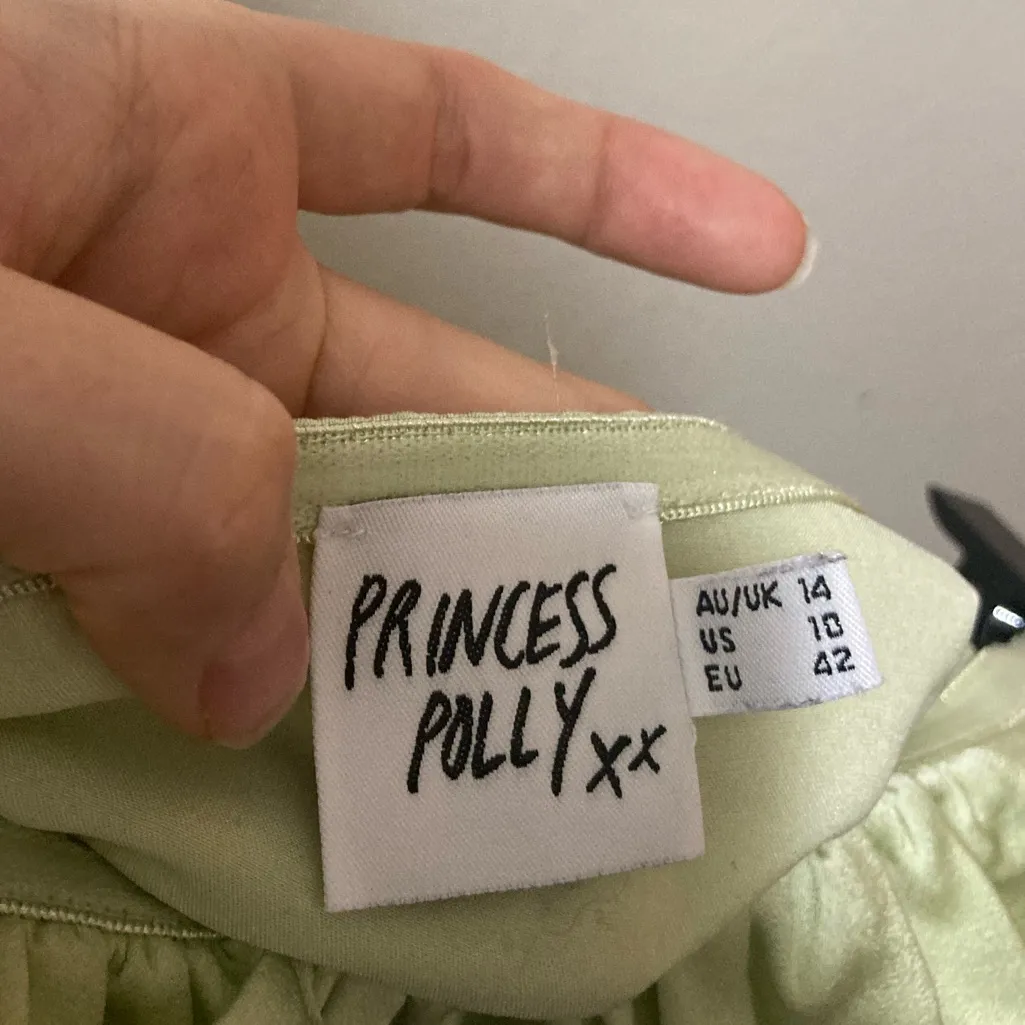 PRINCESS
POLLY xx
AU/UK 14
US 10
EU 42